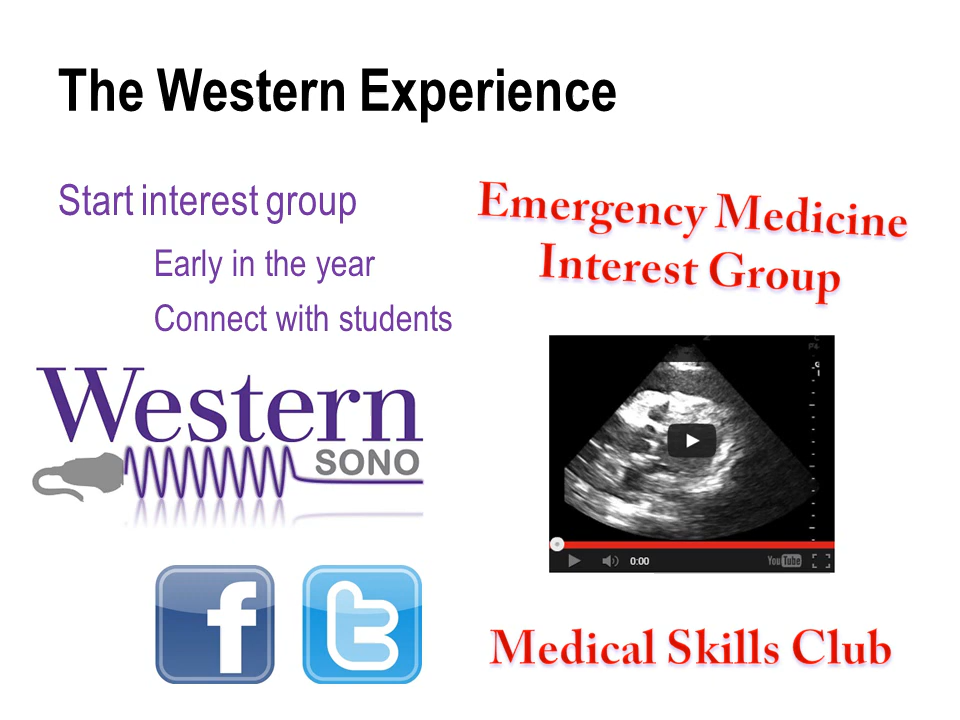 The Western Experience
Start interest group
Early in the year
Connect with students
Emergency Medicine
Interest Group
Western
SONO
0:00
YouTube
f
t
Medical Skills Club